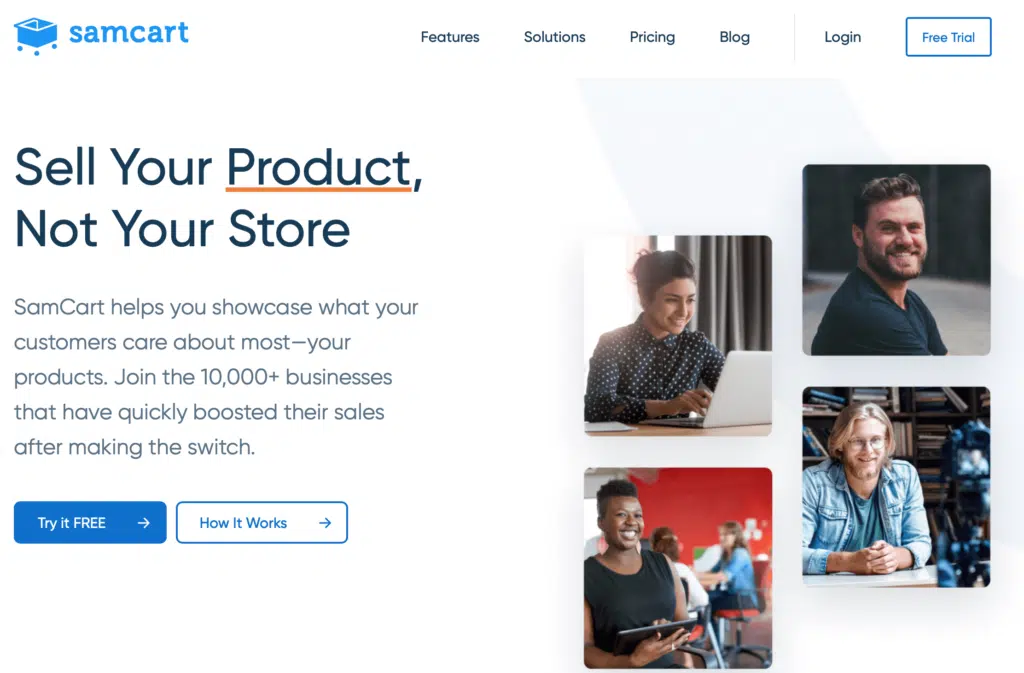 samcart
Features
Solutions
Pricing
Blog
Login
Free Trial
Sell Your Product,
Not Your Store
SamCart helps you showcase what your
customers care about most—your
products. Join the 10,000+ businesses
that have quickly boosted their sales
after making the switch.
Try it FREE →
How It Works →